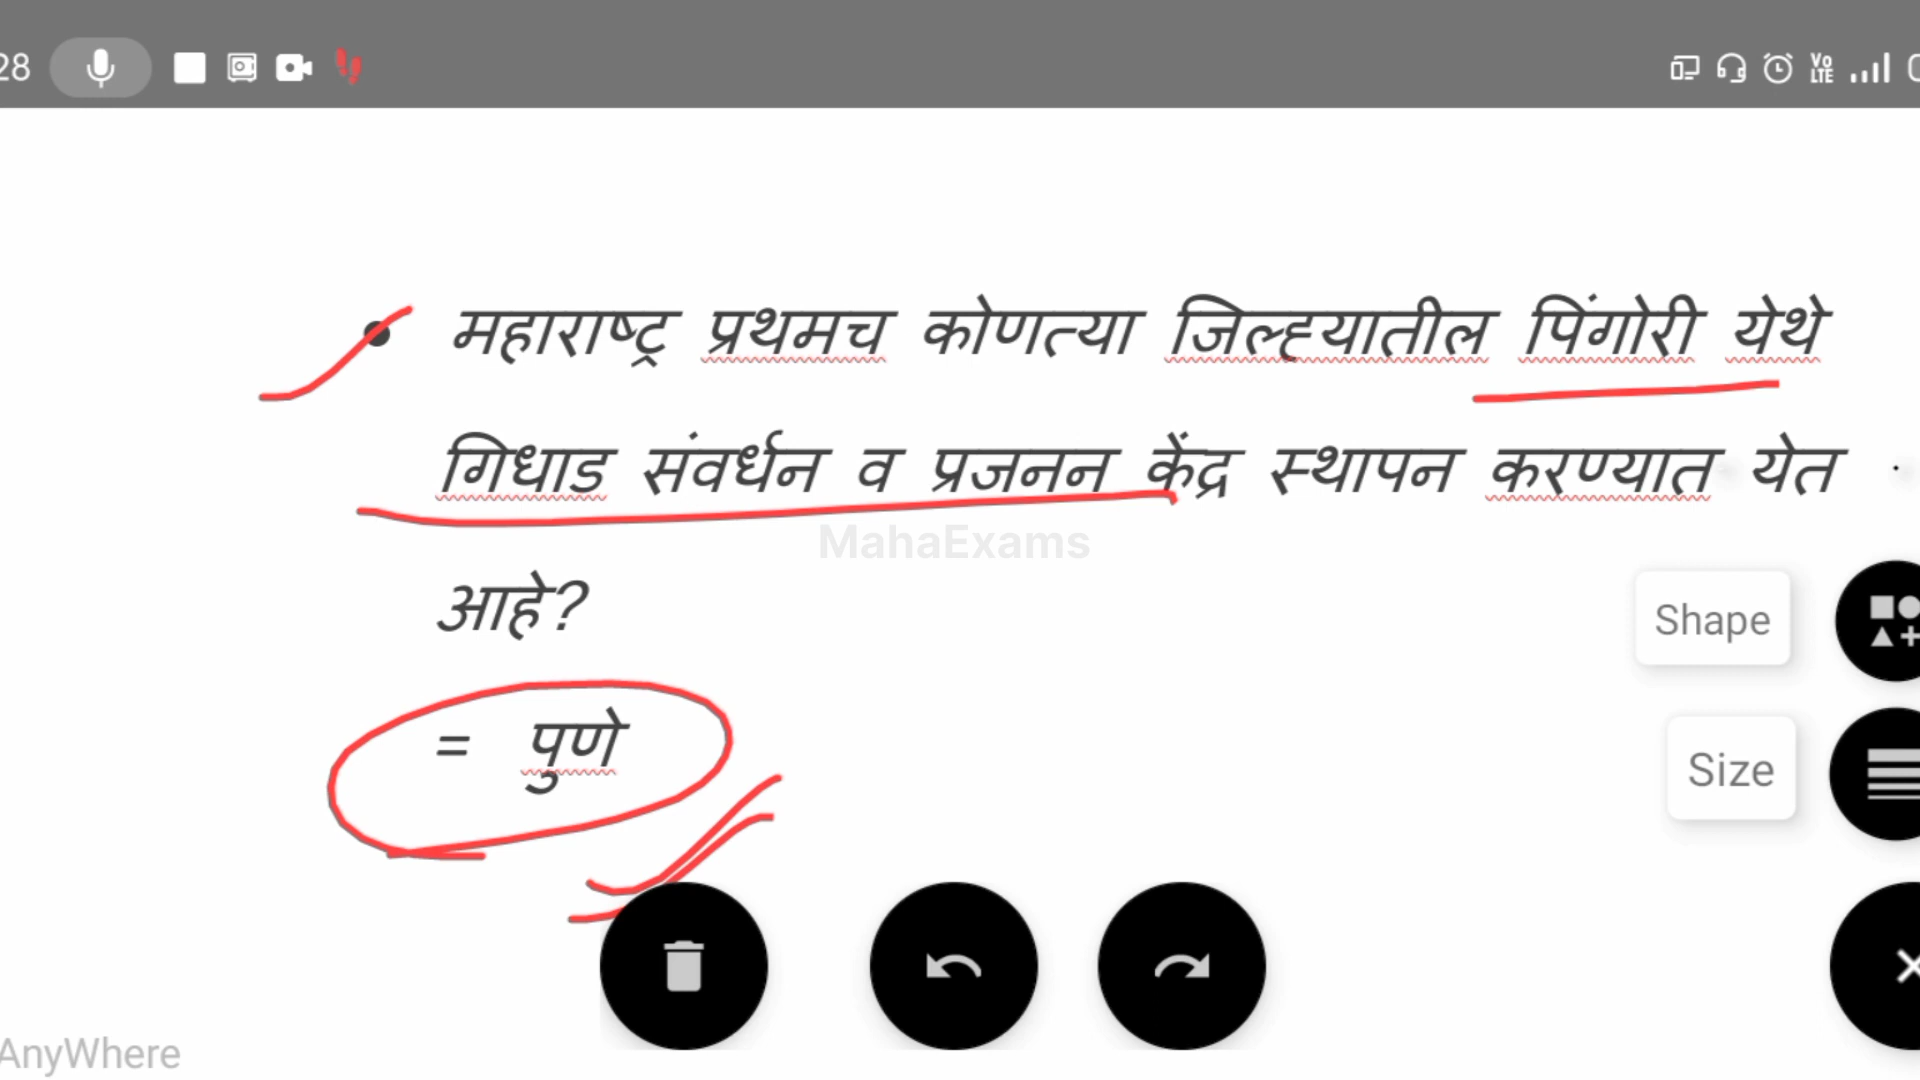 28
महाराष्ट्र प्रथमच कोणत्या जिल्ह्यातील पिंगोरी येथे
गिधाड संवर्धन व प्रजनन केंद्र स्थापन करण्यात येत
MahaExams
आहे?
Shape
= पुणे
Size
AnyWhere